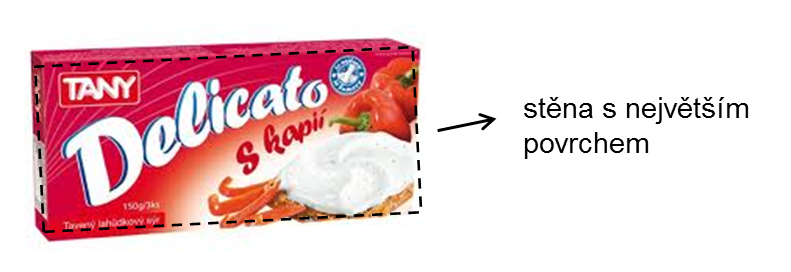 TANY
Delicato
s kapií
150g/3ks
Tavený lahůdkový sýr
stěna s největším
povrchem